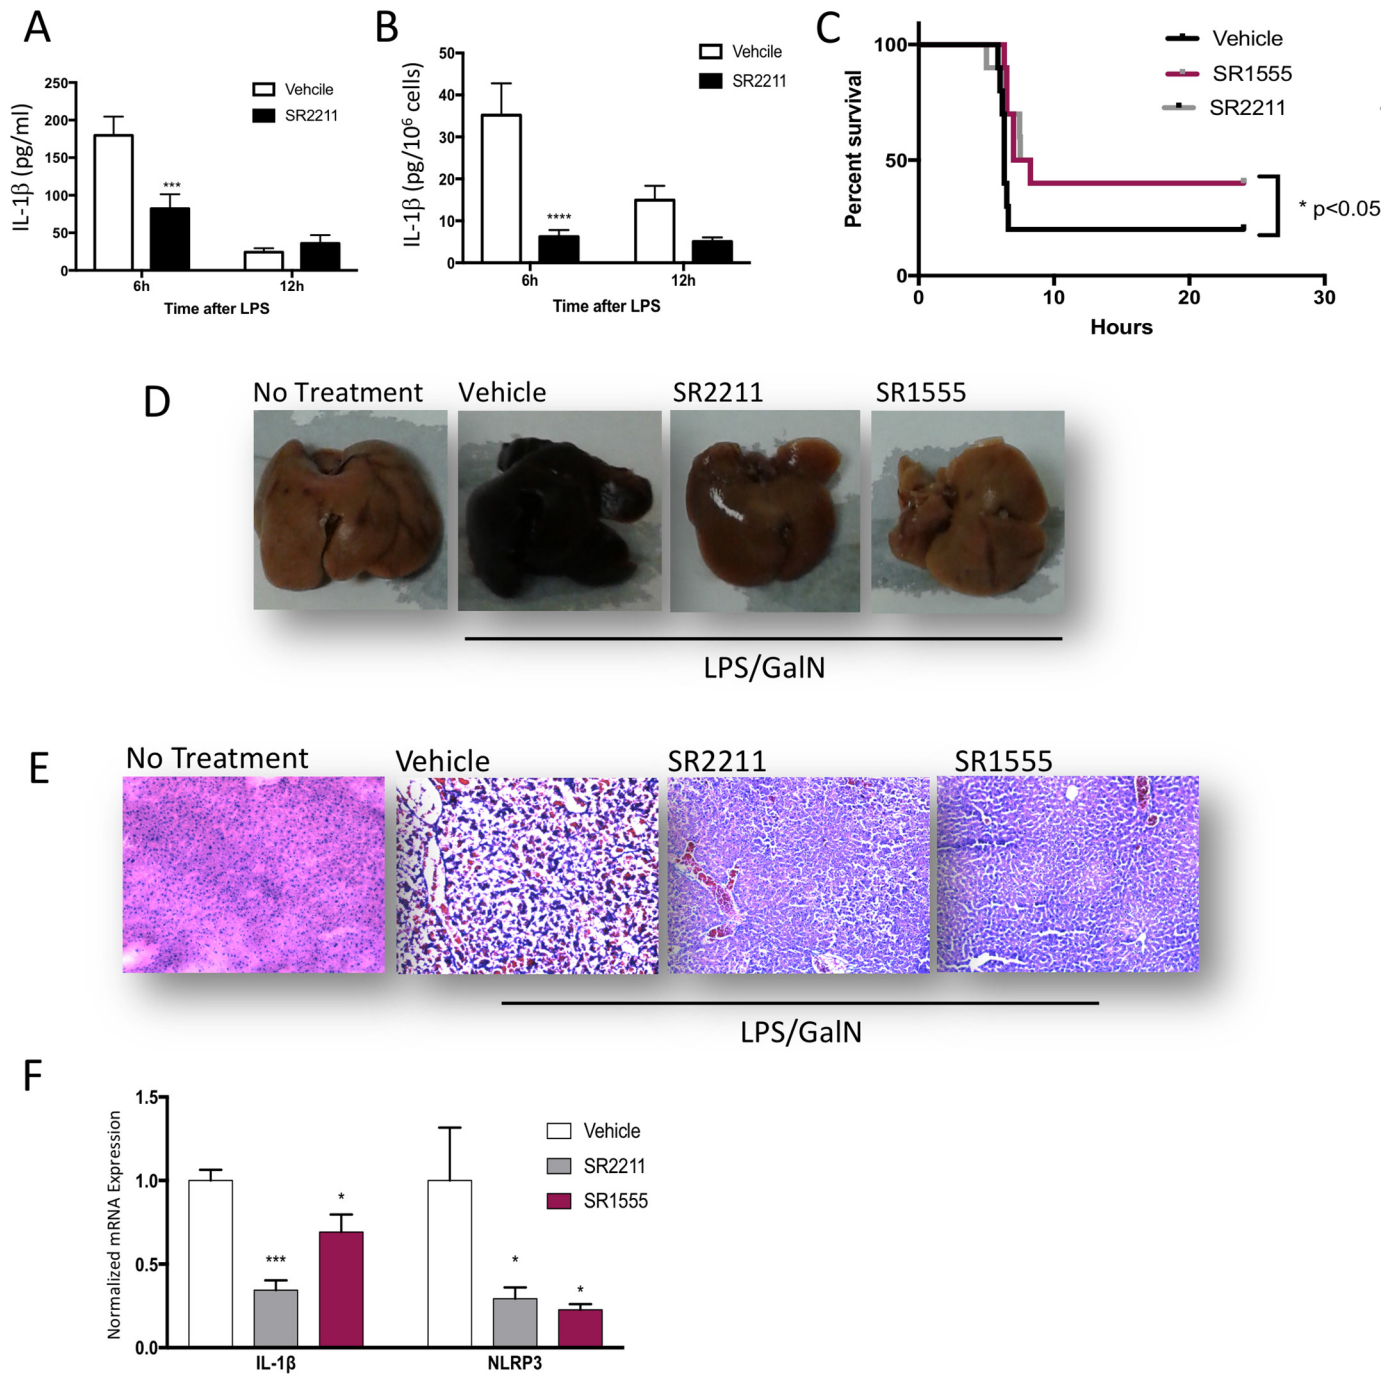 A
250
200
150
100
50
0
IL-1β (pg/ml)
Vehcile
SR2211
***
6h
12h
Time after LPS
B
50
40
30
20
10
0
IL-1β (pg/10⁶ cells)
Vehcile
SR2211
****
6h
12h
Time after LPS
C
100
50
0
Percent survival
Vehicle
SR1555
SR2211
* p<0.05
0
10
20
30
Hours
D
No Treatment
Vehicle
SR2211
SR1555
LPS/GalN
E
No Treatment
Vehicle
SR2211
SR1555
LPS/GalN
F
1.5
1.0
0.5
0.0
Normalized mRNA Expression
Vehicle
SR2211
SR1555
***
*
*
*
IL-1β
NLRP3